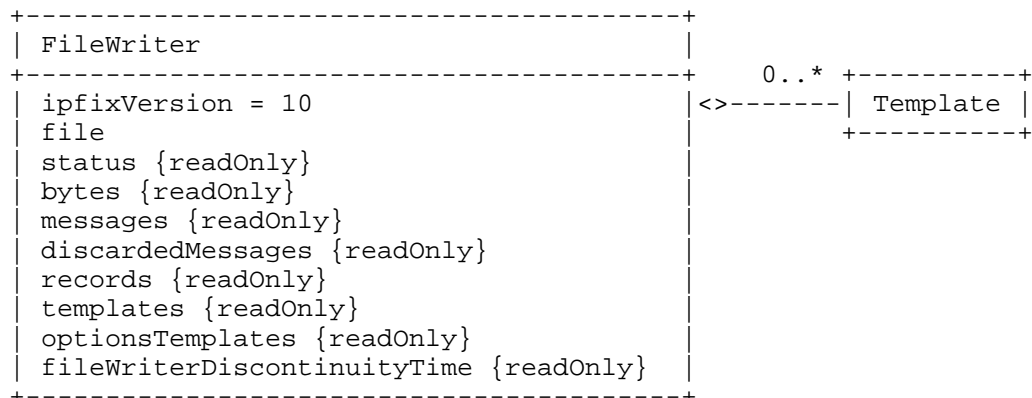 +------------------------------------------+
| FileWriter                               |
+------------------------------------------+    0..* +----------+
| ipfixVersion = 10                        |<>-------| Template |
| file                                     |         +----------+
| status {readOnly}                        |
| bytes {readOnly}                         |
| messages {readOnly}                      |
| discardedMessages {readOnly}             |
| records {readOnly}                       |
| templates {readOnly}                     |
| optionsTemplates {readOnly}              |
| fileWriterDiscontinuityTime {readOnly}   |
+------------------------------------------+